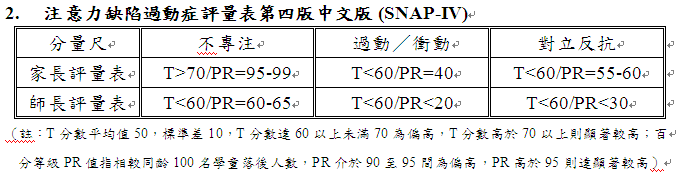 2. 注意力缺陷過動症評量表第四版中文版 (SNAP-IV)
分量尺 不專注 過動／衝動 對立反抗
家長評量表 T>70/PR=95-99 T<60/PR=40 T<60/PR=55-60
師長評量表 T<60/PR=60-65 T<60/PR<20 T<60/PR<30
（註：T 分數平均值 50，標準差 10，T 分數達 60 以上未滿 70 為偏高，T 分數高於 70 以上則顯著較高；百
分等級 PR 值指相較同齡 100 名學童落後人數，PR 介於 90 至 95 間為偏高，PR 高於 95 則達顯著較高）